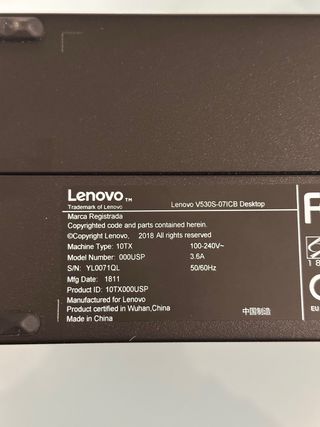 Lenovo™
Trademark of Lenovo
Lenovo V530S-07ICB Desktop
Marca Registrada
Copyrighted code and parts contained herein.
©Copyright Lenovo, 2018 All rights reserved
Machine Type: 10TX 100-240V~
Model Number: 000USP 3.6A
S/N: YL0071QL 50/60Hz
Mfg Date: 1811
Product ID: 10TX000USP
Manufactured for Lenovo
Product certified in Wuhan,China
Made in China
中国制造
18
EU